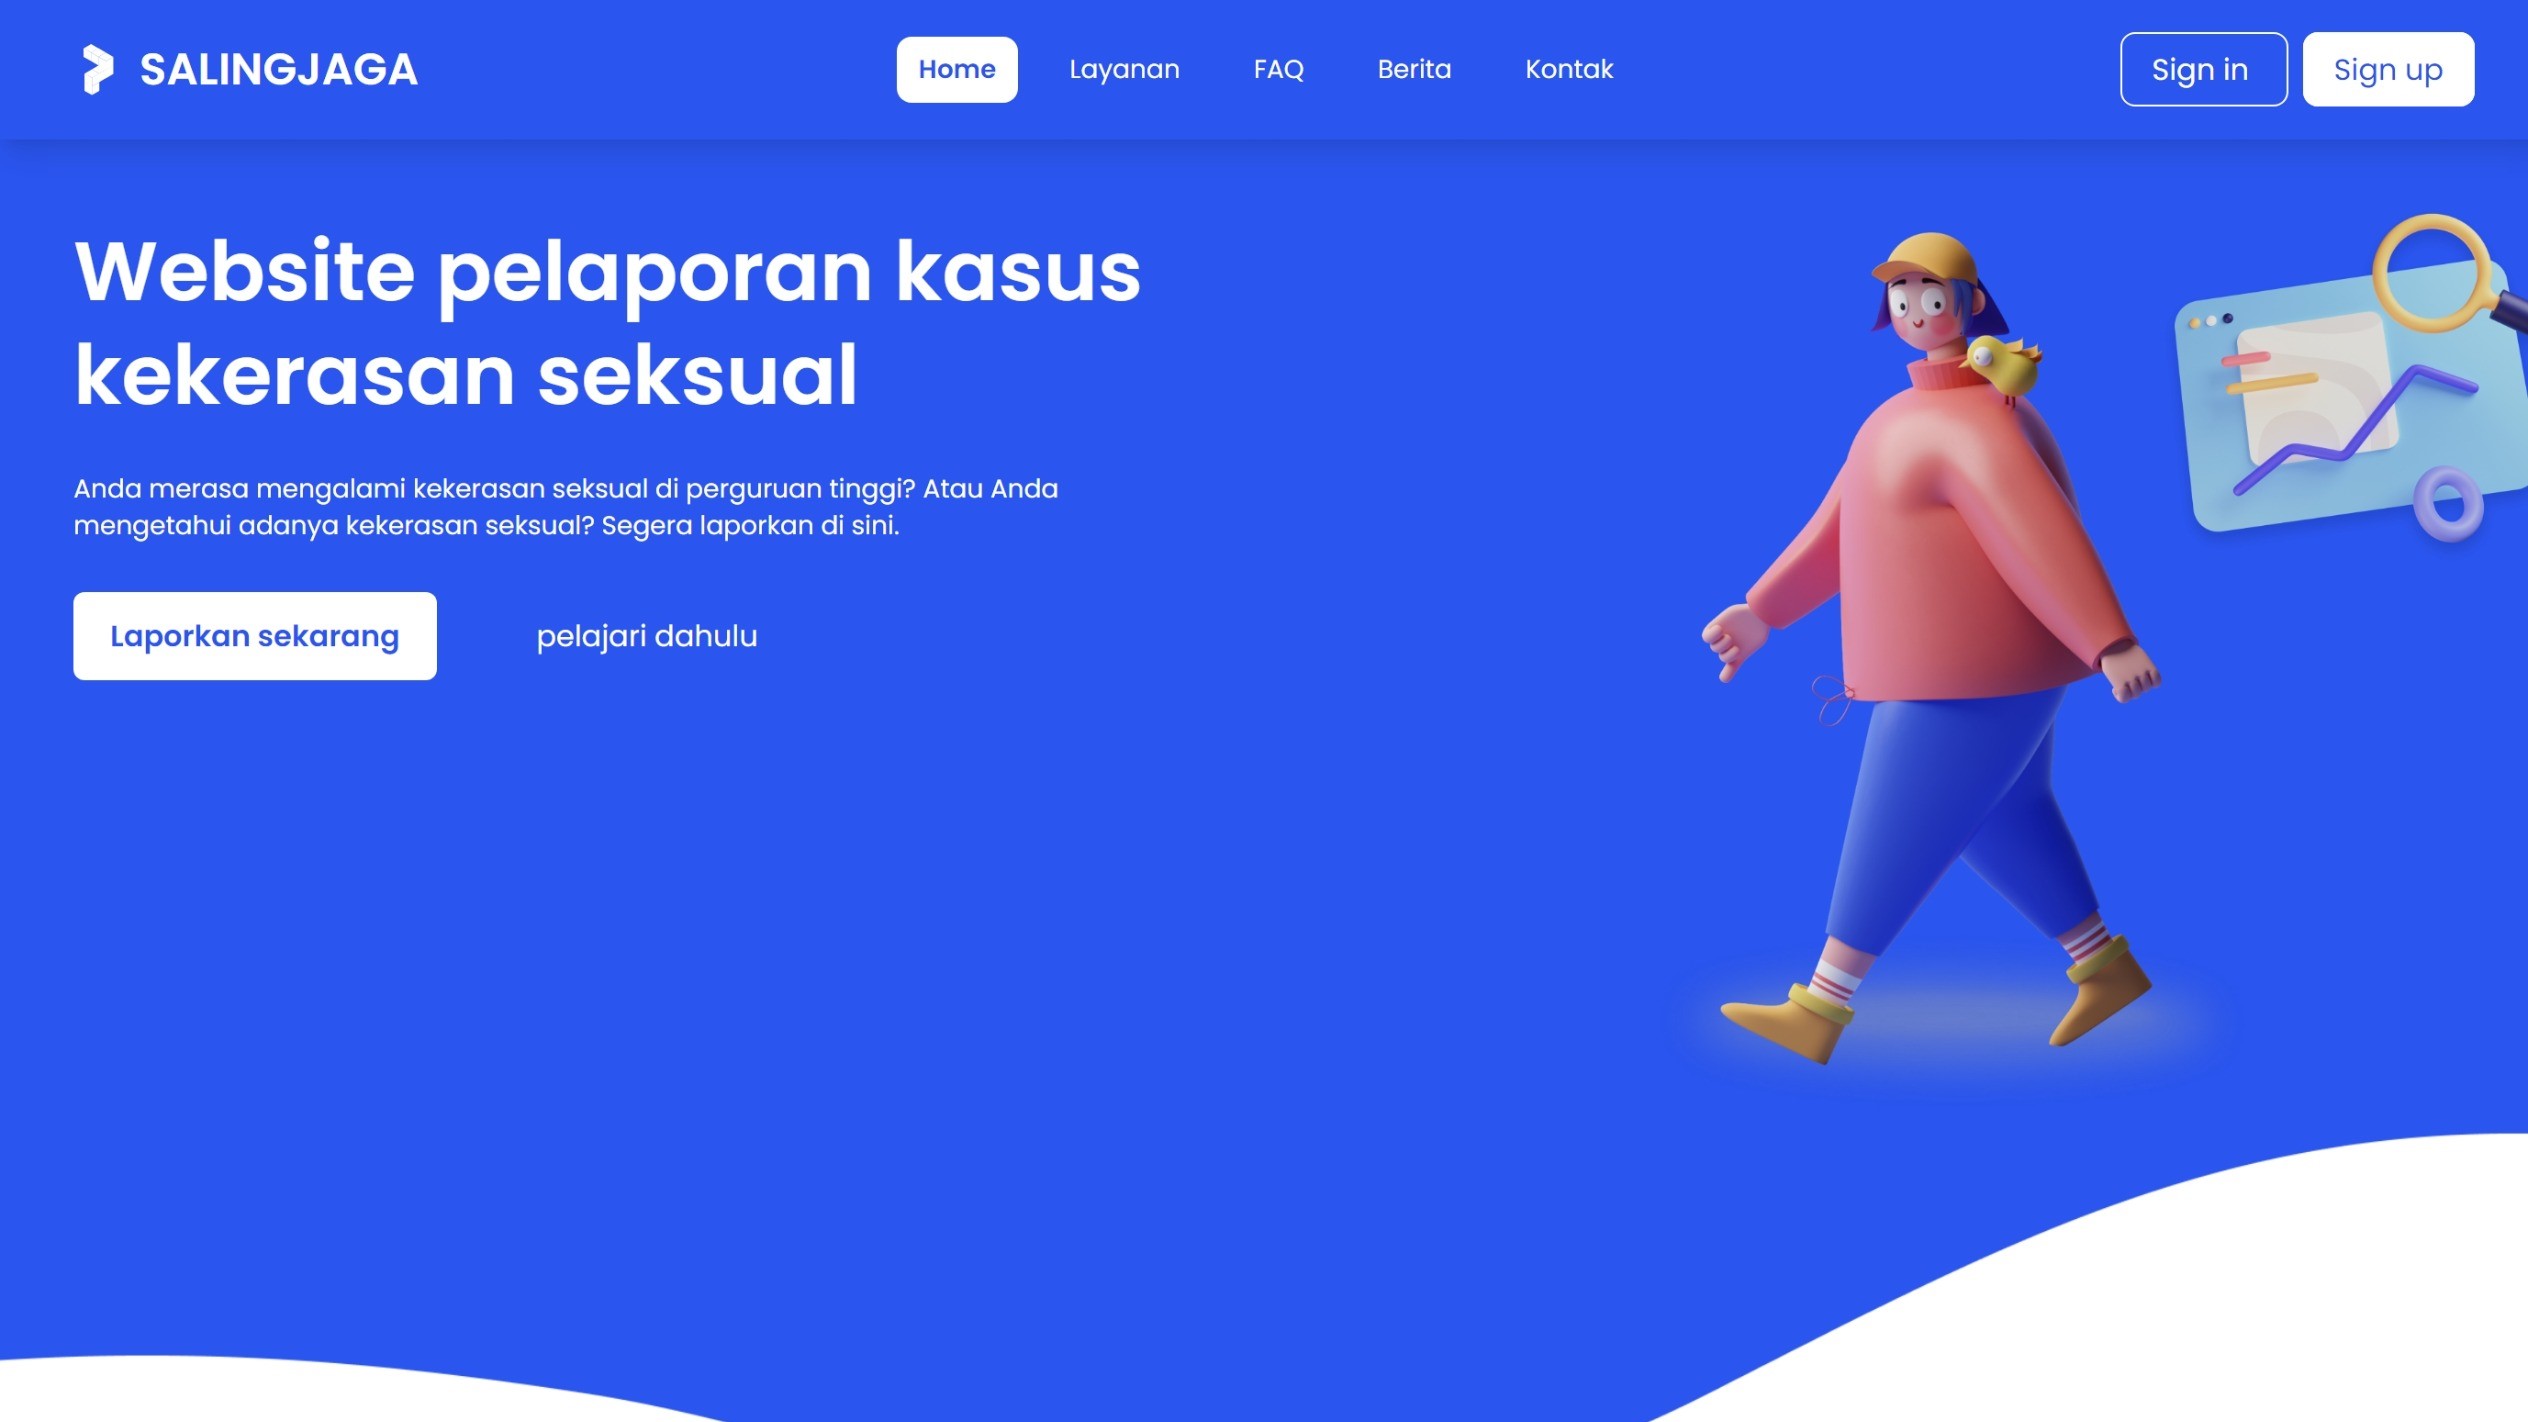 SALINGJAGA
Home
Layanan
FAQ
Berita
Kontak
Sign in
Sign up
Website pelaporan kasus
kekerasan seksual
Anda merasa mengalami kekerasan seksual di perguruan tinggi? Atau Anda
mengetahui adanya kekerasan seksual? Segera laporkan di sini.
Laporkan sekarang
pelajari dahulu